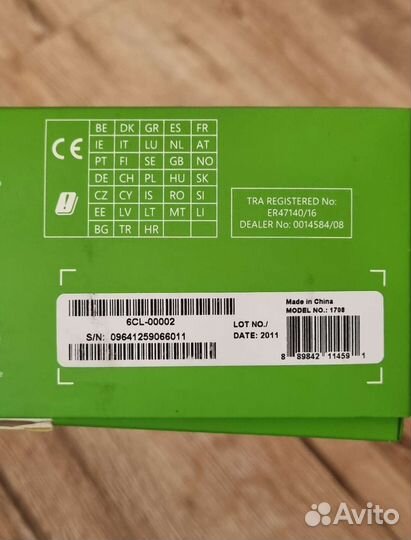 CE
BE DK GR ES FR
IE IT LU NL AT
PT FI SE GB NO
DE CH PL HU SK
CZ CY IS RO SI
EE LV LT MT LI
BG TR HR
TRA REGISTERED No:
ER47140/16
DEALER No: 0014584/08
6CL-00002
S/N: 09641259066011
LOT NO./
DATE: 2011
Made in China
MODEL NO.: 1708
8 89842 11459 1
Avito